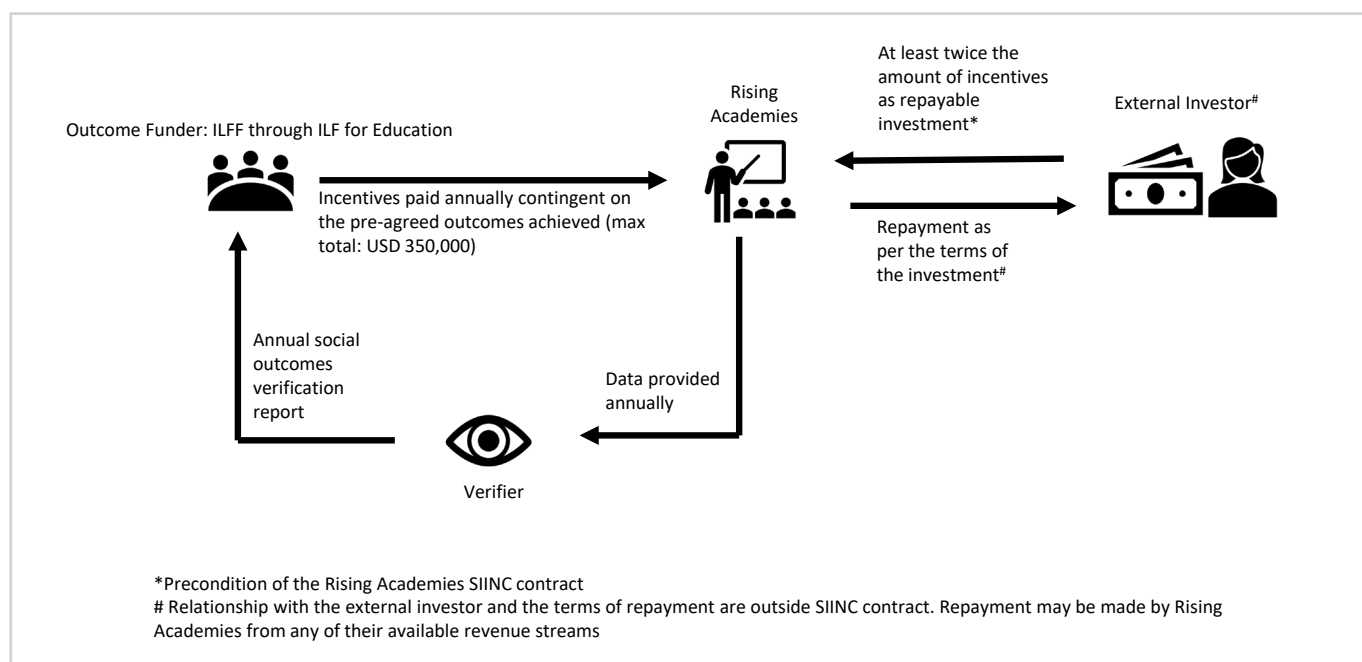 Outcome Funder: ILFF through ILF for Education
Incentives paid annually contingent on
the pre-agreed outcomes achieved (max
total: USD 350,000)
Rising
Academies
At least twice the
amount of incentives
as repayable
investment*
External Investor#
Repayment as
per the terms of
the investment#
Annual social
outcomes
verification
report
Data provided
annually
Verifier
*Precondition of the Rising Academies SIINC contract
# Relationship with the external investor and the terms of repayment are outside SIINC contract. Repayment may be made by Rising
Academies from any of their available revenue streams